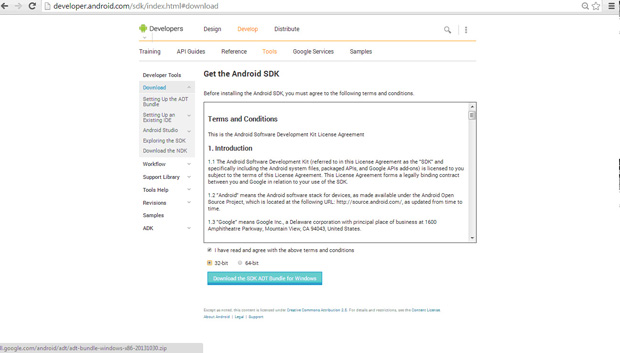 developer.android.com/sdk/index.html#download
Developers Design Develop Distribute
Training API Guides Reference Tools Google Services Samples
Developer Tools
Download
Setting Up the ADT
Bundle
Setting Up an
Existing IDE
Android Studio
Exploring the SDK
Download the NDK
Workflow
Support Library
Tools Help
Revisions
Samples
ADK
Get the Android SDK
Before installing the Android SDK, you must agree to the following terms and conditions.
Terms and Conditions
This is the Android Software Development Kit License Agreement
1. Introduction
1.1 The Android Software Development Kit (referred to in this License Agreement as the "SDK" and
specifically including the Android system files, packaged APIs, and Google APIs add-ons) is licensed to you
subject to the terms of this License Agreement. This License Agreement forms a legally binding contract
between you and Google in relation to your use of the SDK.
1.2 "Android" means the Android software stack for devices, as made available under the Android Open
Source Project, which is located at the following URL: http://source.android.com/, as updated from time to
time.
1.3 "Google" means Google Inc., a Delaware corporation with principal place of business at 1600
Amphitheatre Parkway, Mountain View, CA 94043, United States.
I have read and agree with the above terms and conditions
32-bit 64-bit
Download the SDK ADT Bundle for Windows
Except as noted, this content is licensed under Creative Commons Attribution 2.5. For details and restrictions, see the Content License.
About Android | Legal | Support
google.com/android/adt/adt-bundle-windows-x86-20131030.zip